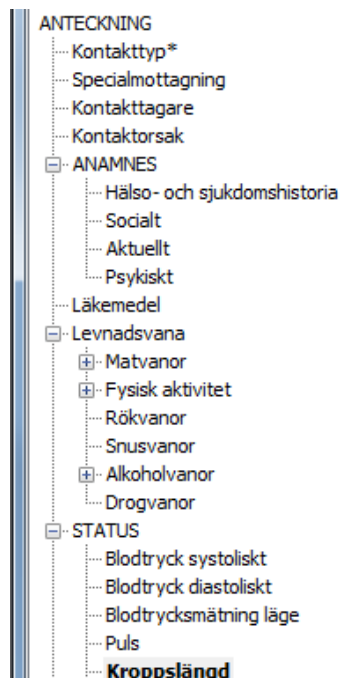 ANTECKNING
Kontakttyp*
Specialmottagning
Kontakttagare
Kontaktorsak
ANAMNES
Hälso- och sjukdomshistoria
Socialt
Aktuellt
Psykiskt
Läkemedel
Levnadsvana
Matvanor
Fysisk aktivitet
Rökvanor
Snusvanor
Alkoholvanor
Drogvanor
STATUS
Blodtryck systoliskt
Blodtryck diastoliskt
Blodtrycksmätning läge
Puls
Kroppslängd